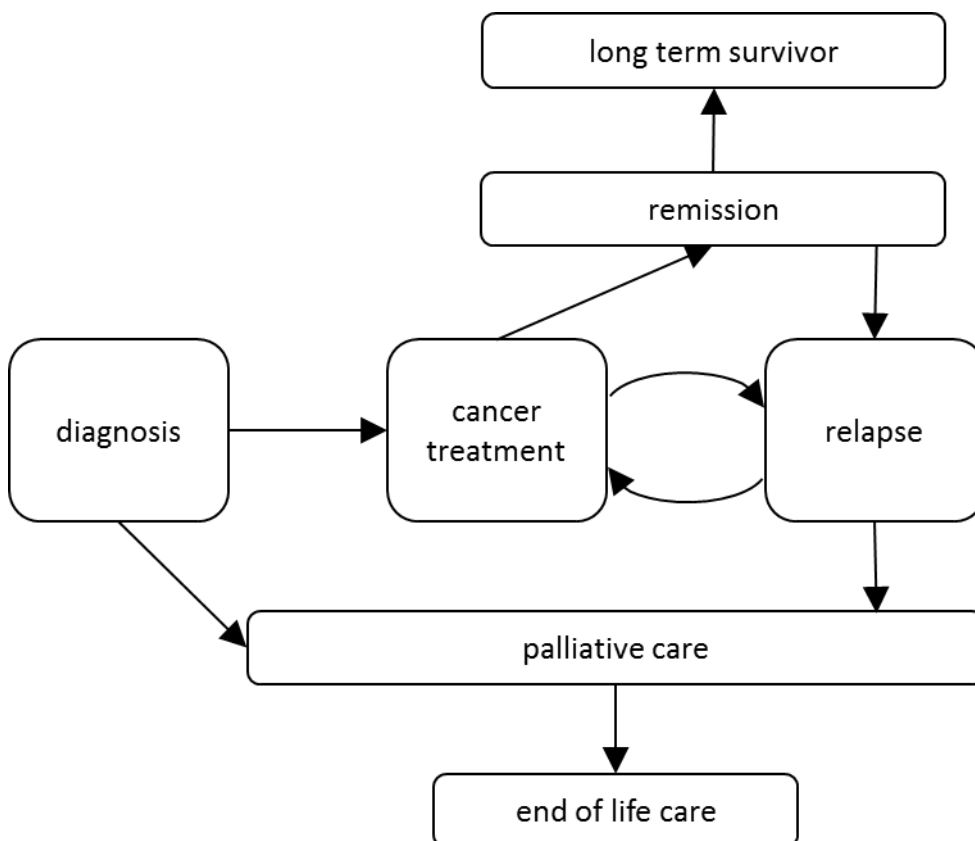 long term survivor
remission
diagnosis
cancer
treatment
relapse
palliative care
end of life care